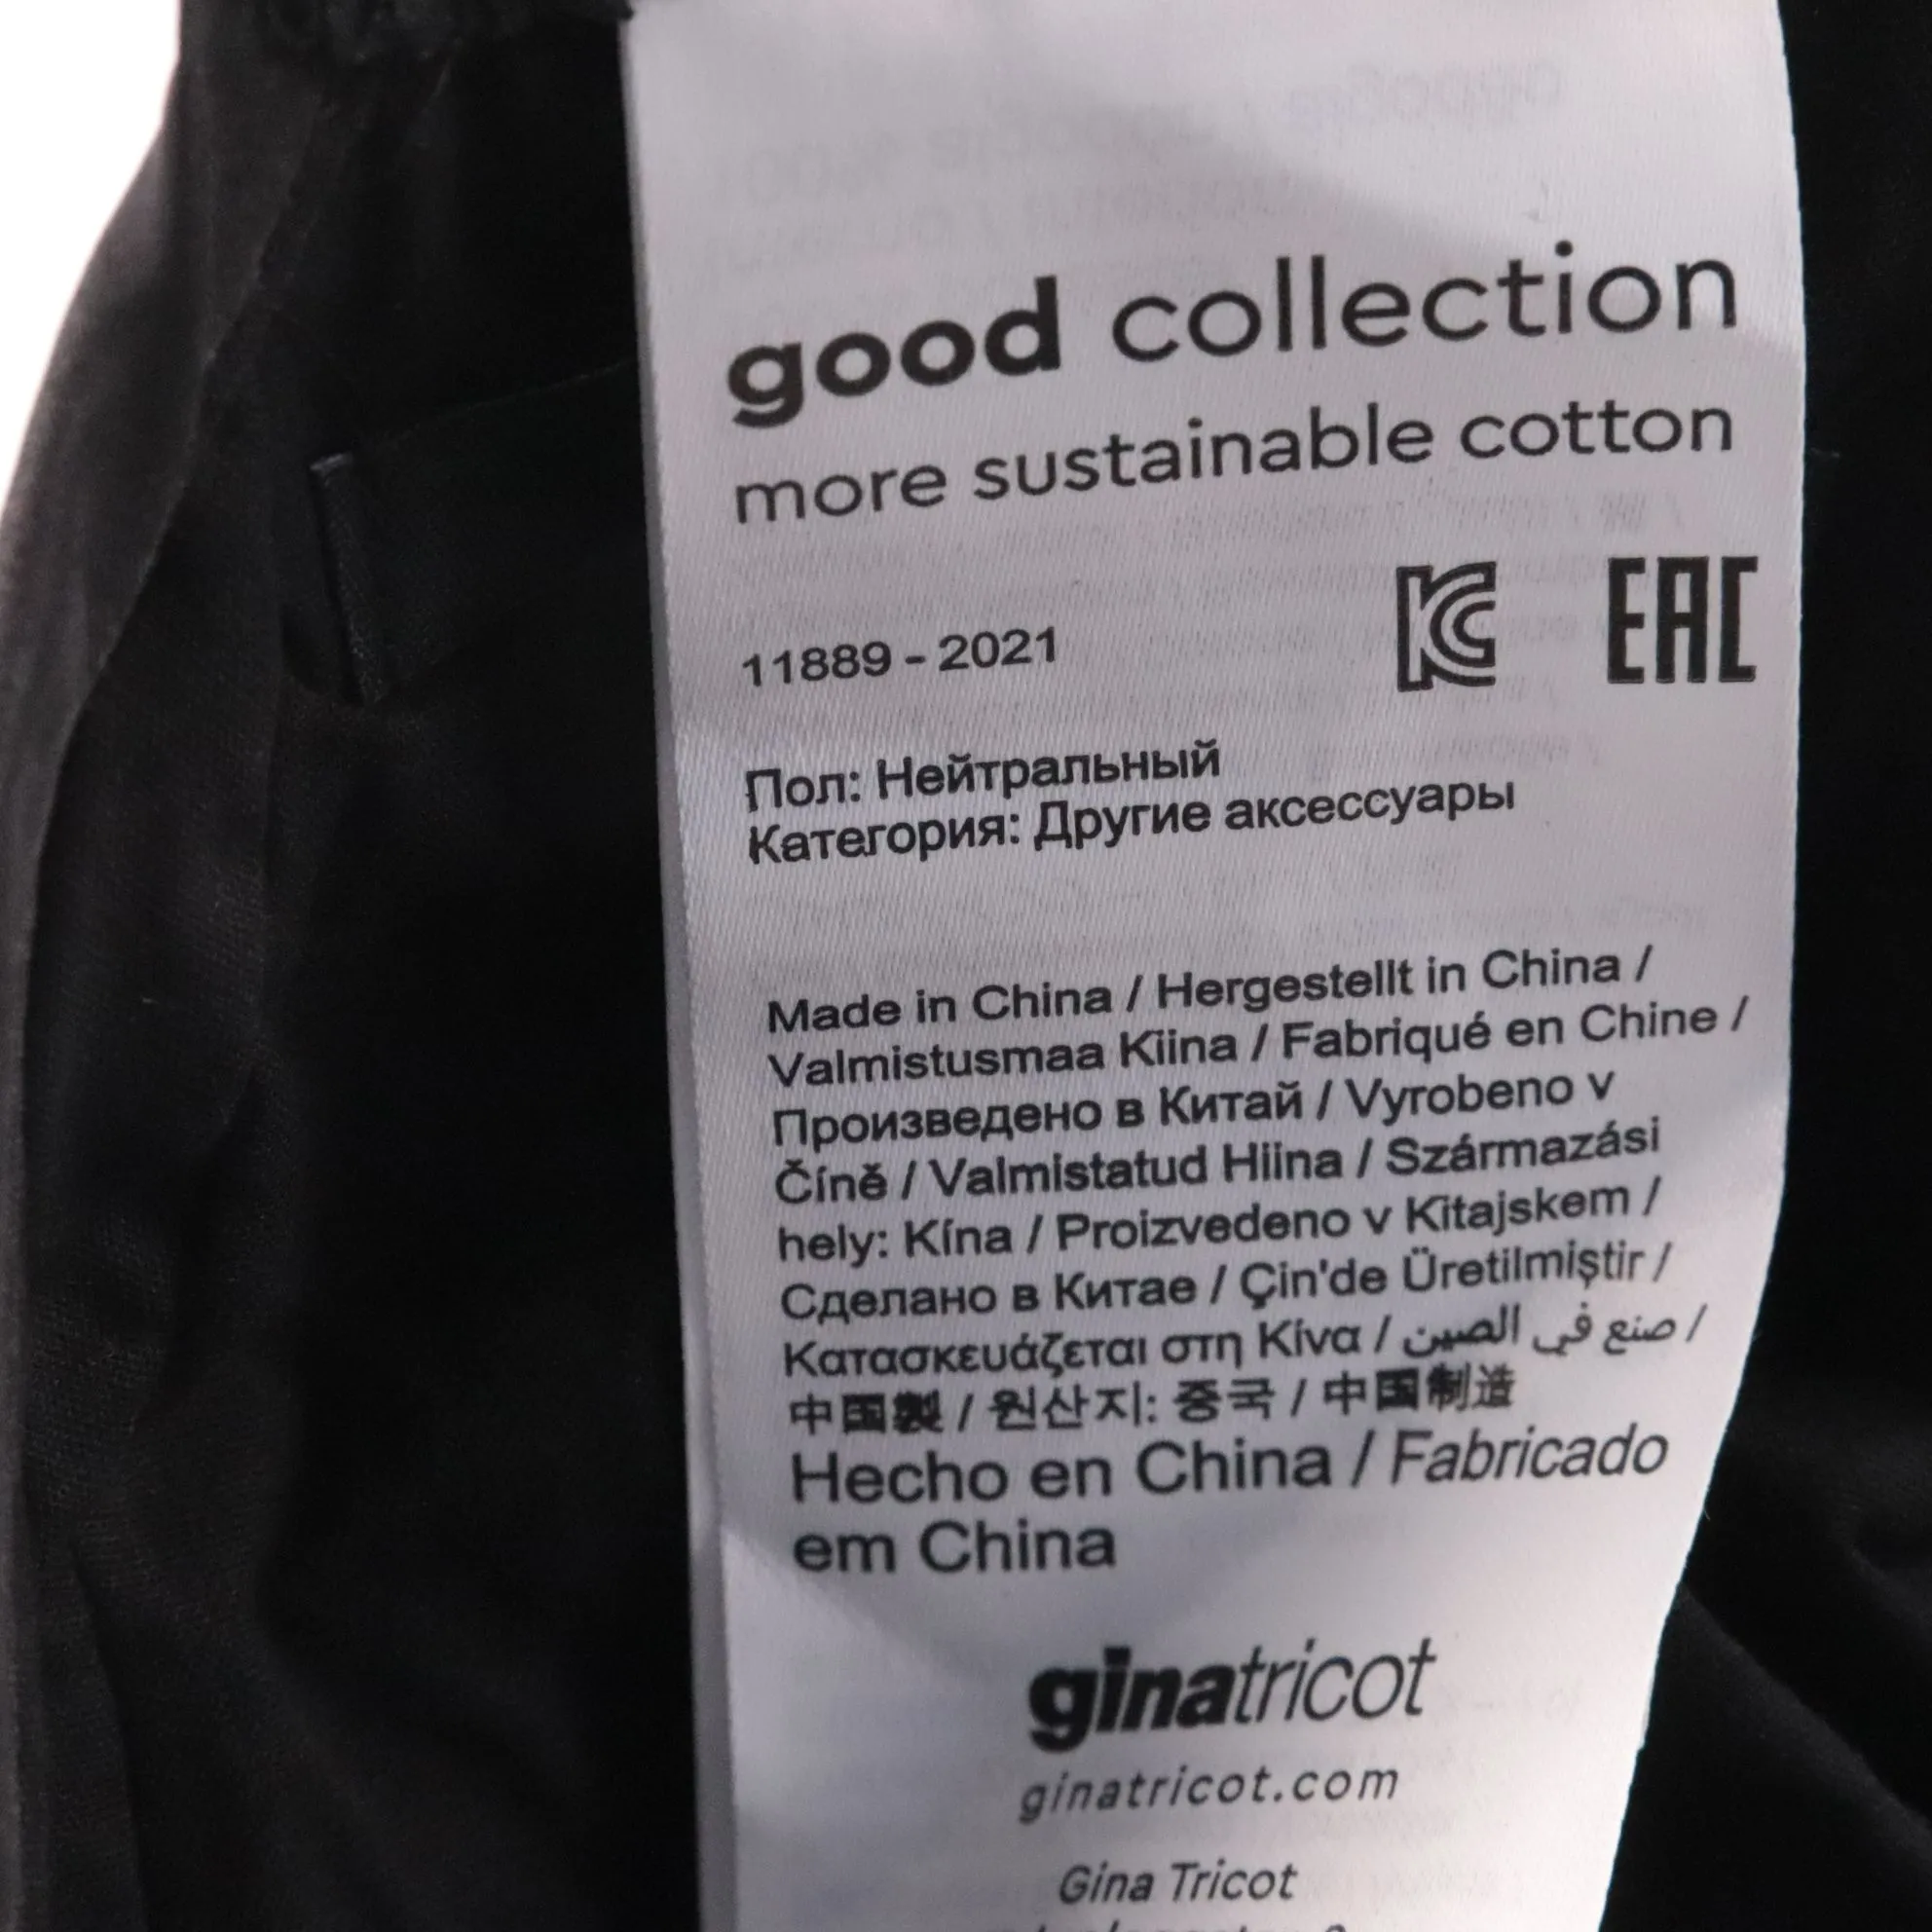 good collection
more sustainable cotton
KC EAC
11889 - 2021
Пол: Нейтральный
Категория: Другие аксессуары
Made in China / Hergestellt in China /
Valmistusmaa Kiina / Fabriqué en Chine /
Произведено в Китай / Vyrobeno v
Číně / Valmistatud Hiina / Származási
hely: Kína / Proizvedeno v Kitajskem /
Сделано в Китае / Çin'de Üretilmiştir /
Κατασκευάζεται στη Κίνα / صنع في الصين /
中国製 / 원산지: 중국 / 中国制造
Hecho en China / Fabricado
em China
ginatricot
ginatricot.com
Gina Tricot